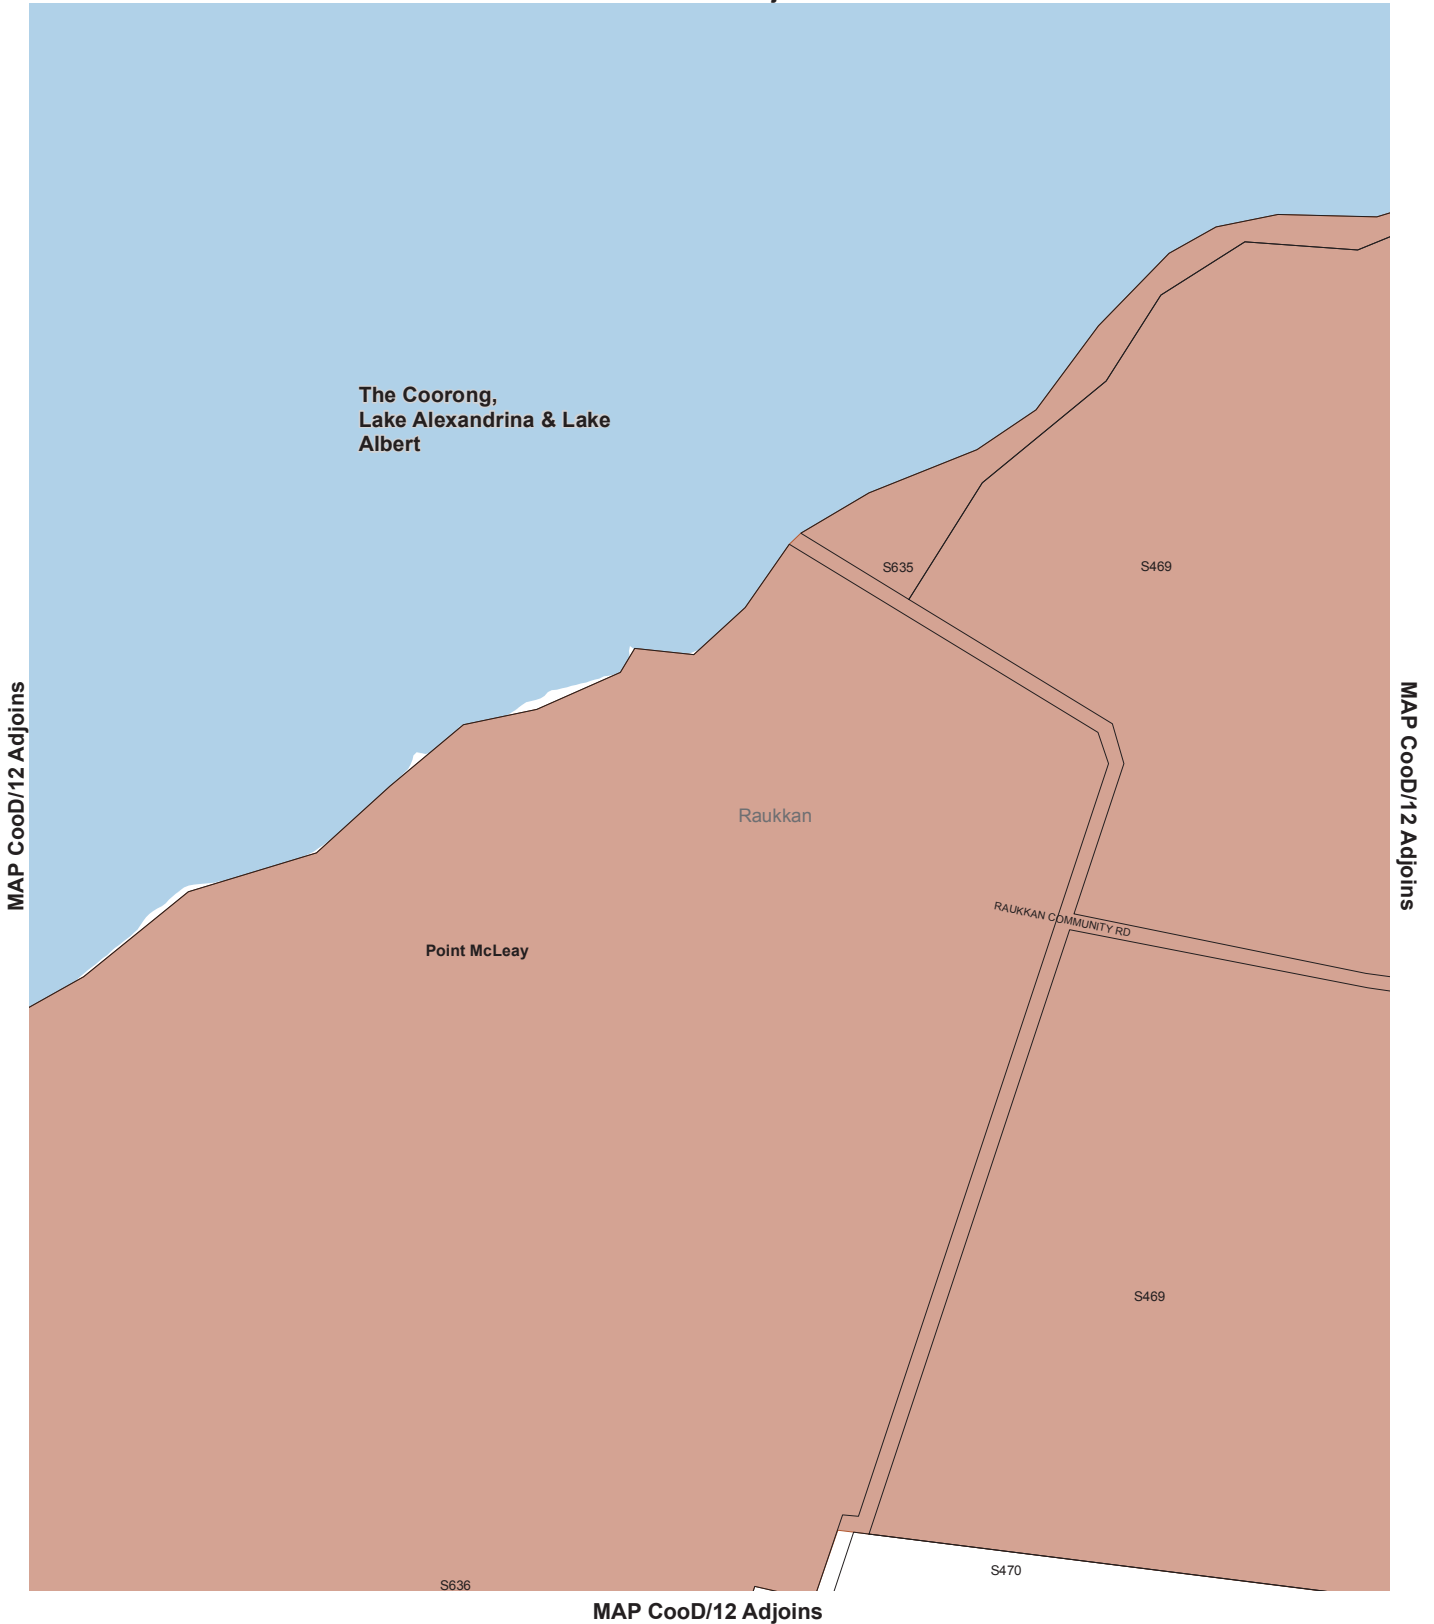 The Coorong,
Lake Alexandrina & Lake
Albert
S635
S469
MAP CooD/12 Adjoins
MAP CooD/12 Adjoins
Raukkan
RAUKKAN COMMUNITY RD
Point McLeay
S469
S470
S636
MAP CooD/12 Adjoins